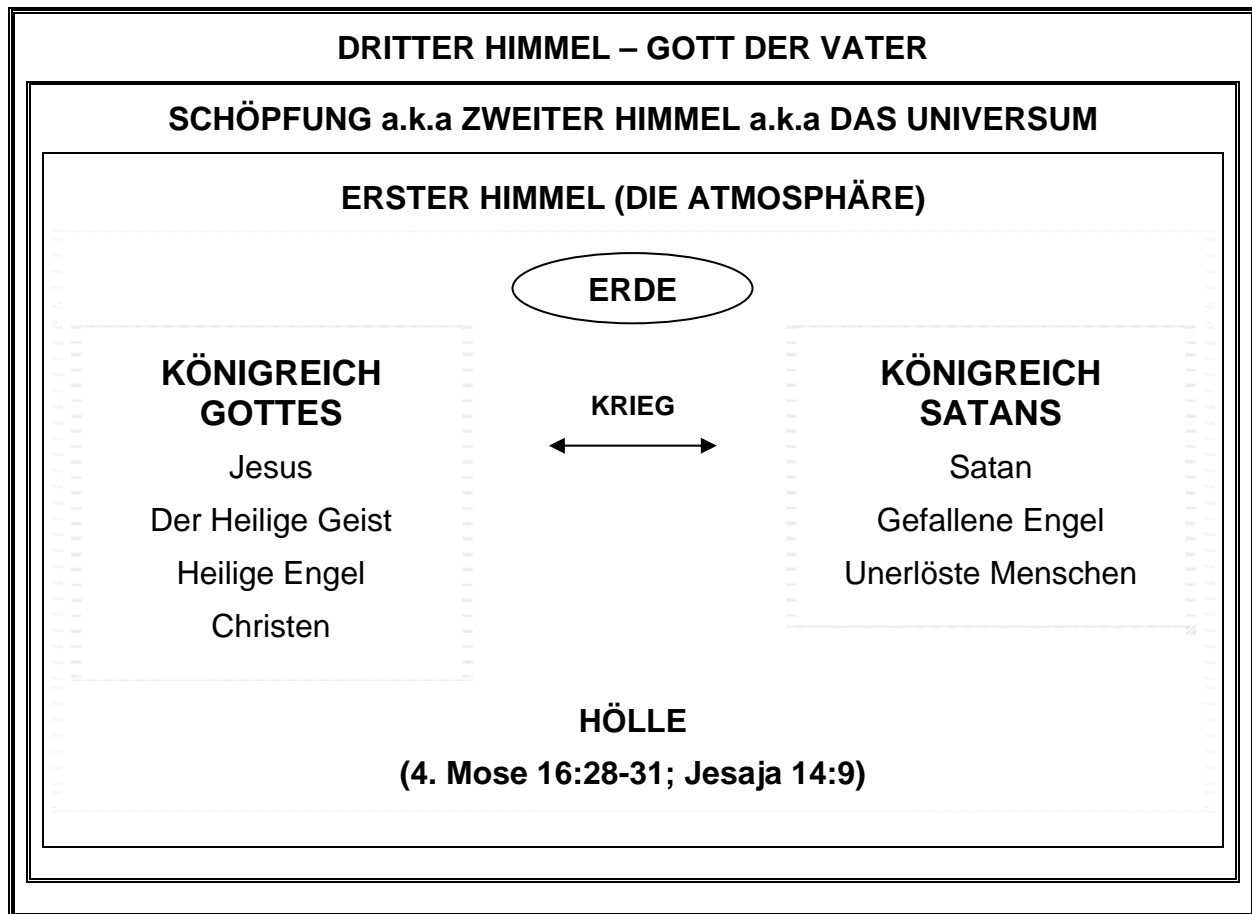 DRITTER HIMMEL – GOTT DER VATER
SCHÖPFUNG a.k.a ZWEITER HIMMEL a.k.a DAS UNIVERSUM
ERSTER HIMMEL (DIE ATMOSPHÄRE)
ERDE
KÖNIGREICH
GOTTES
Jesus
Der Heilige Geist
Heilige Engel
Christen
KRIEG
KÖNIGREICH
SATANS
Satan
Gefallene Engel
Unerlöste Menschen
HÖLLE
(4. Mose 16:28-31; Jesaja 14:9)